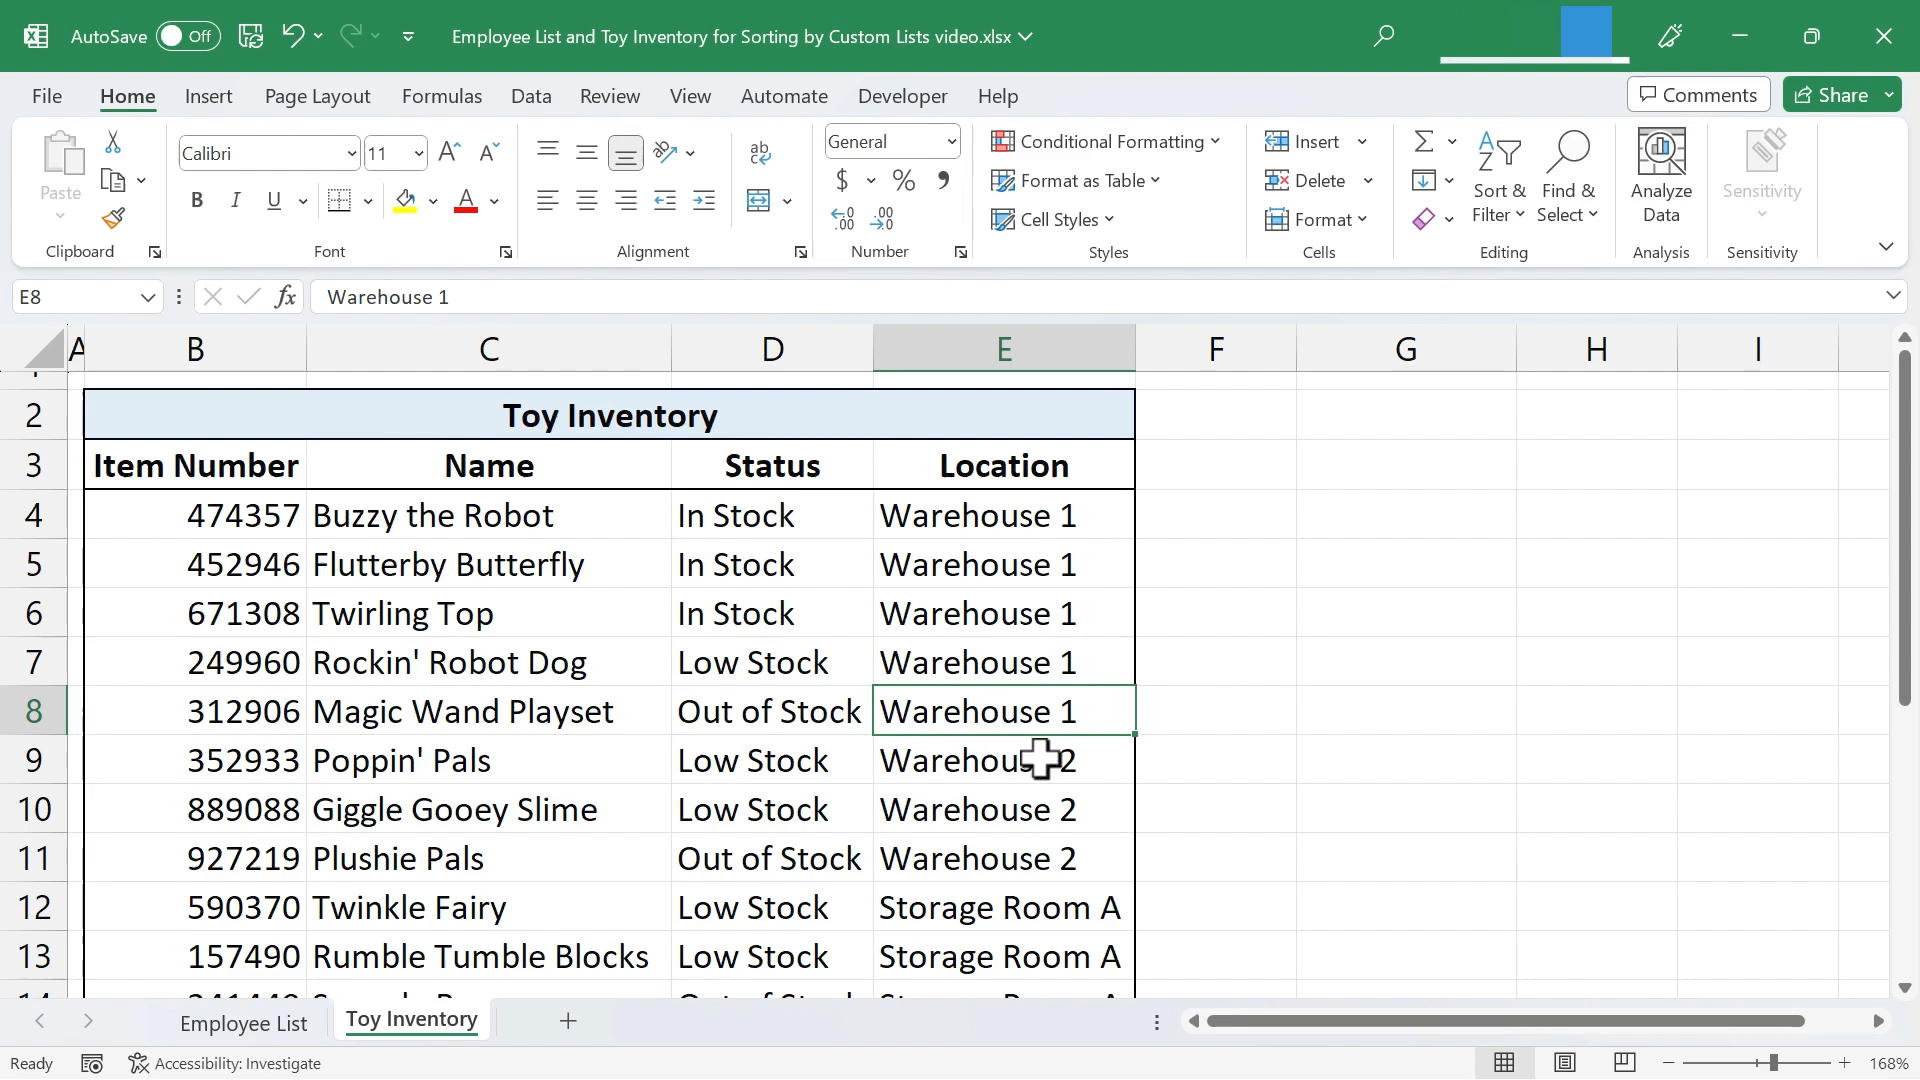 AutoSave Off Employee List and Toy Inventory for Sorting by Custom Lists video.xlsx
File Home Insert Page Layout Formulas Data Review View Automate Developer Help Comments Share
Paste
Clipboard
Calibri 11
B I U
Font
ab
Alignment
General
$ % 9
Number
Conditional Formatting
Format as Table
Cell Styles
Styles
Insert
Delete
Format
Cells
Sort & Filter
Find & Select
Editing
Analyze Data
Analysis
Sensitivity
Sensitivity
E8 fx Warehouse 1
A B C D E F G H I
2 Toy Inventory
3 Item Number Name Status Location
4 474357 Buzzy the Robot In Stock Warehouse 1
5 452946 Flutterby Butterfly In Stock Warehouse 1
6 671308 Twirling Top In Stock Warehouse 1
7 249960 Rockin' Robot Dog Low Stock Warehouse 1
8 312906 Magic Wand Playset Out of Stock Warehouse 1
9 352933 Poppin' Pals Low Stock Warehouse 2
10 889088 Giggle Gooey Slime Low Stock Warehouse 2
11 927219 Plushie Pals Out of Stock Warehouse 2
12 590370 Twinkle Fairy Low Stock Storage Room A
13 157490 Rumble Tumble Blocks Low Stock Storage Room A
Employee List Toy Inventory
Ready Accessibility: Investigate 168%